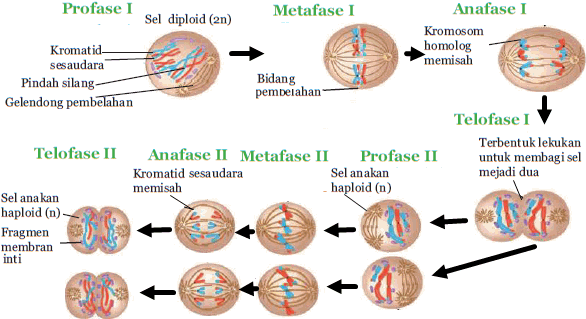 Profase I
Sel diploid (2n)
Metafase I
Anafase I
Kromatid
sesaudara
Pindah silang
Gelendong pembelahan
Bidang
pembelahan
Kromosom
homolog
memisah
Telofase I
Terbentuk lekukan
untuk membagi sel
mejadi dua
Telofase II
Anafase II
Metafase II
Profase II
Kromatid sesaudara
memisah
Sel anakan
haploid (n)
Sel anakan
haploid (n)
Fragmen
membran
inti